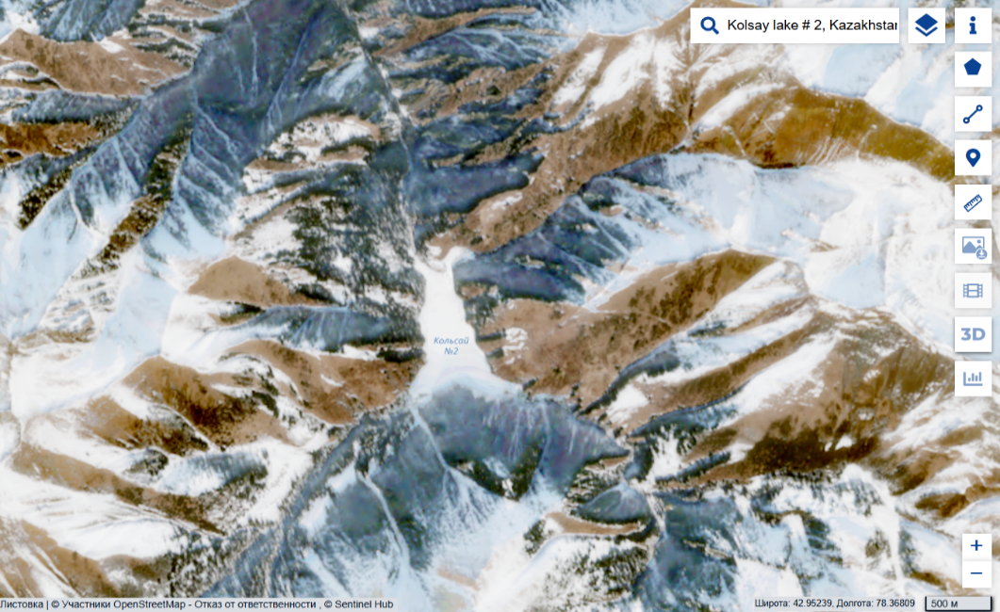 Kolsay lake # 2, Kazakhstan
3D
Кольсай
№2
Листовка | © Участники OpenStreetMap - Отказ от ответственности , © Sentinel Hub
Широта: 42.95239, Долгота: 78.36809
500 м